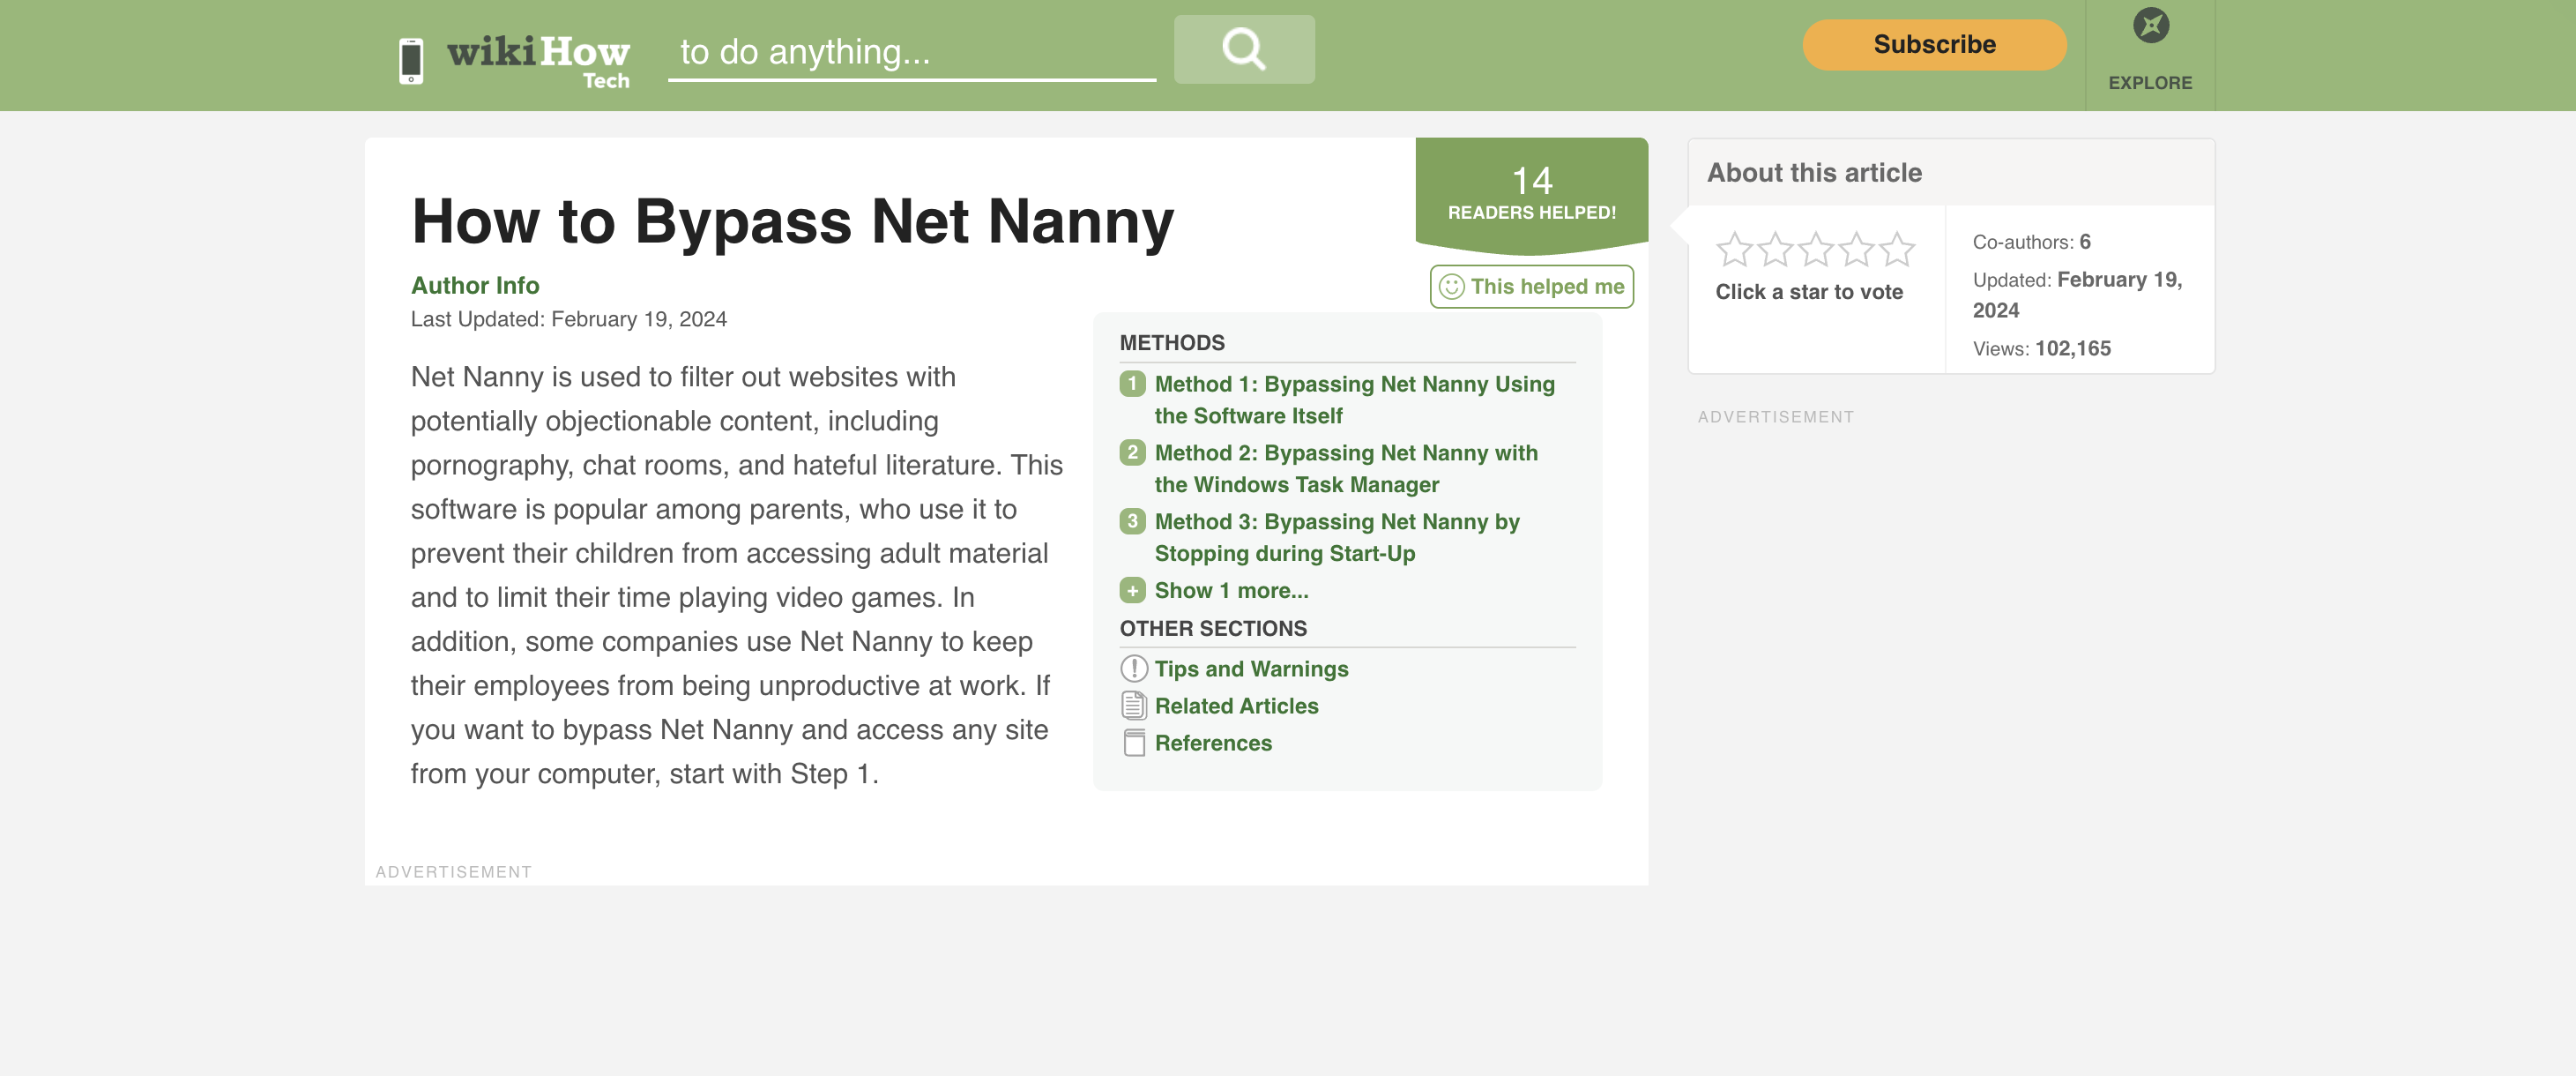 wikiHow
Tech
to do anything...
Subscribe
EXPLORE
14
READERS HELPED!
How to Bypass Net Nanny
Author Info
Last Updated: February 19, 2024
This helped me
Net Nanny is used to filter out websites with
potentially objectionable content, including
pornography, chat rooms, and hateful literature. This
software is popular among parents, who use it to
prevent their children from accessing adult material
and to limit their time playing video games. In
addition, some companies use Net Nanny to keep
their employees from being unproductive at work. If
you want to bypass Net Nanny and access any site
from your computer, start with Step 1.
METHODS
1 Method 1: Bypassing Net Nanny Using
the Software Itself
2 Method 2: Bypassing Net Nanny with
the Windows Task Manager
3 Method 3: Bypassing Net Nanny by
Stopping during Start-Up
+ Show 1 more...
OTHER SECTIONS
Tips and Warnings
Related Articles
References
ADVERTISEMENT
About this article
Click a star to vote
Co-authors: 6
Updated: February 19,
2024
Views: 102,165
ADVERTISEMENT